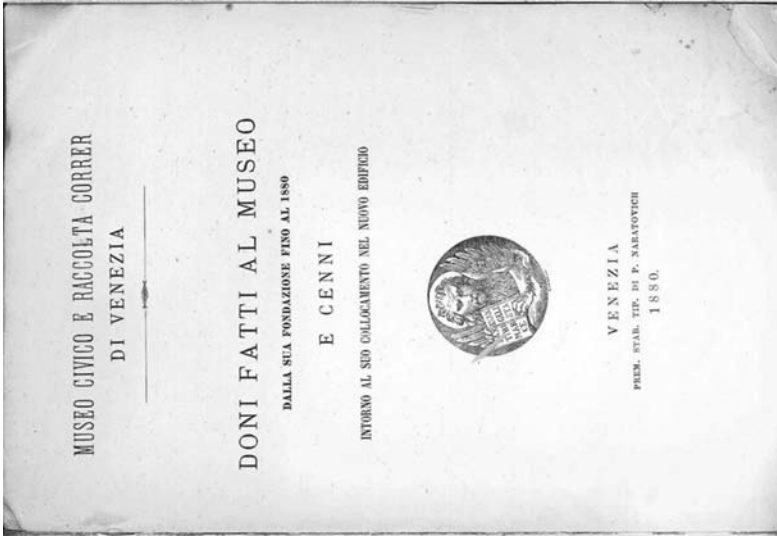 MUSEO CIVICO E RACCOLTA CORRER
DI VENEZIA
DONI FATTI AL MUSEO
DALLA SUA FONDAZIONE FINO AL 1880
E CENNI
INTORNO AL SUO COLLOCAMENTO NEL NUOVO EDIFICIO
VENEZIA
PREM. STAB. TIP. DI P. NARATOVICH
1880.